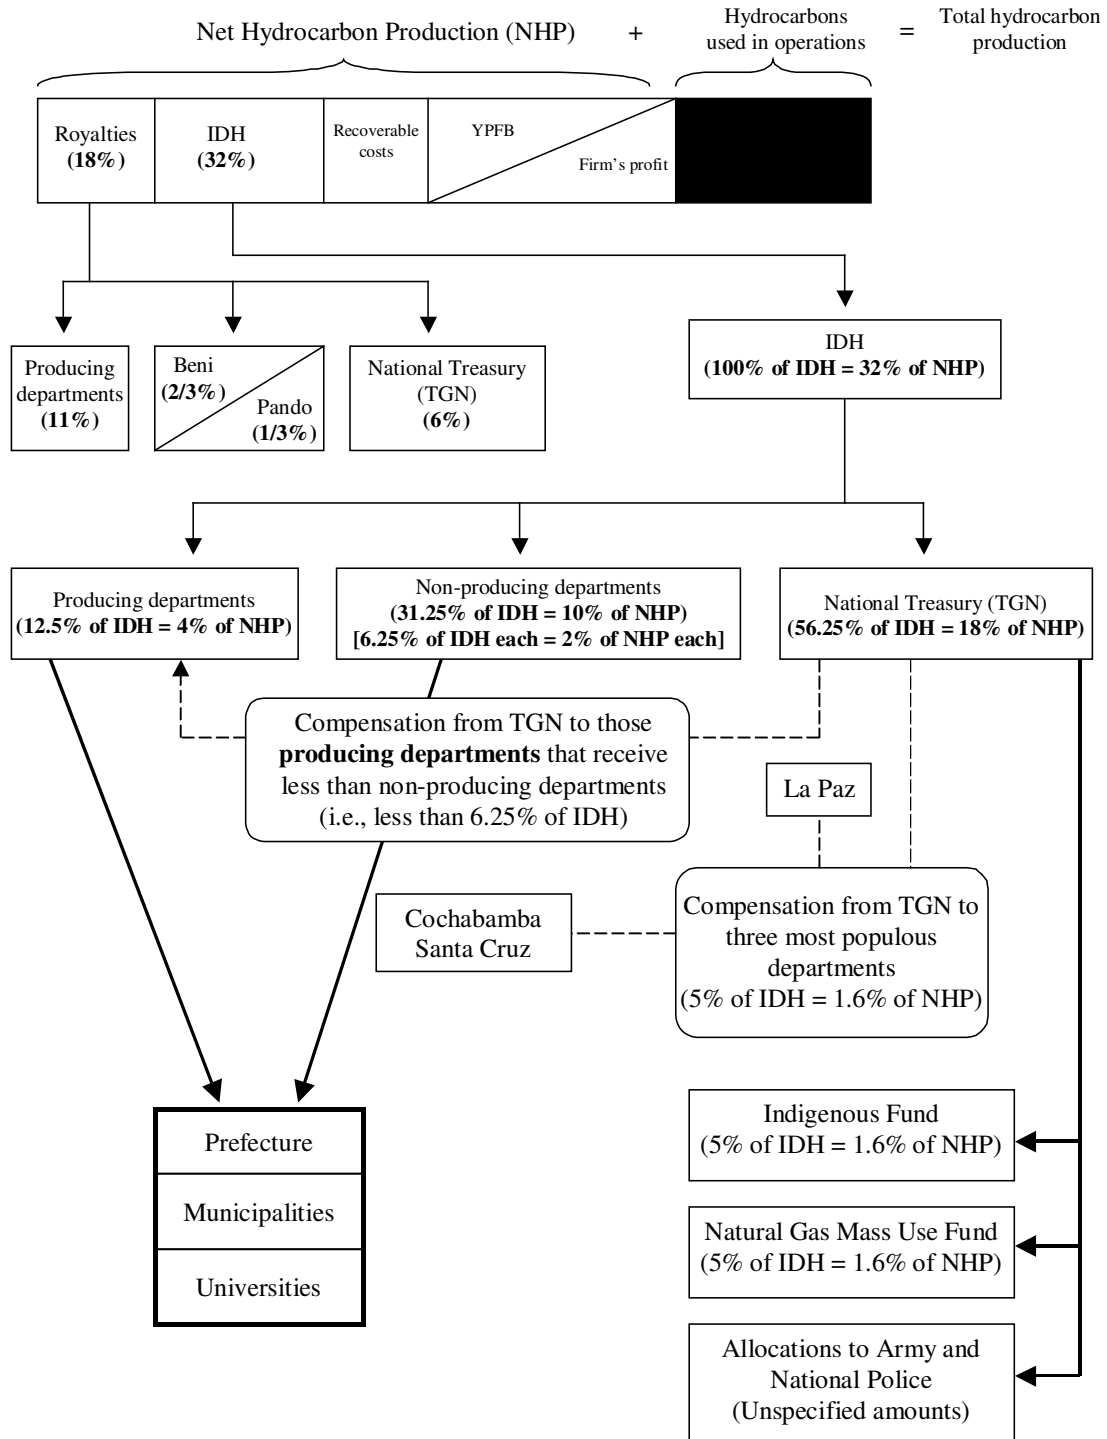 Net Hydrocarbon Production (NHP)
+
Hydrocarbons
used in operations
=
Total hydrocarbon
production
Royalties
(18%)
IDH
(32%)
Recoverable
costs
YPFB
Firm's profit
Producing
departments
(11%)
Beni
(2/3%)
Pando
(1/3%)
National Treasury
(TGN)
(6%)
IDH
(100% of IDH = 32% of NHP)
Producing departments
(12.5% of IDH = 4% of NHP)
Non-producing departments
(31.25% of IDH = 10% of NHP)
[6.25% of IDH each = 2% of NHP each]
National Treasury (TGN)
(56.25% of IDH = 18% of NHP)
Compensation from TGN to those
producing departments that receive
less than non-producing departments
(i.e., less than 6.25% of IDH)
La Paz
Cochabamba
Santa Cruz
Compensation from TGN to
three most populous
departments
(5% of IDH = 1.6% of NHP)
Prefecture
Municipalities
Universities
Indigenous Fund
(5% of IDH = 1.6% of NHP)
Natural Gas Mass Use Fund
(5% of IDH = 1.6% of NHP)
Allocations to Army and
National Police
(Unspecified amounts)